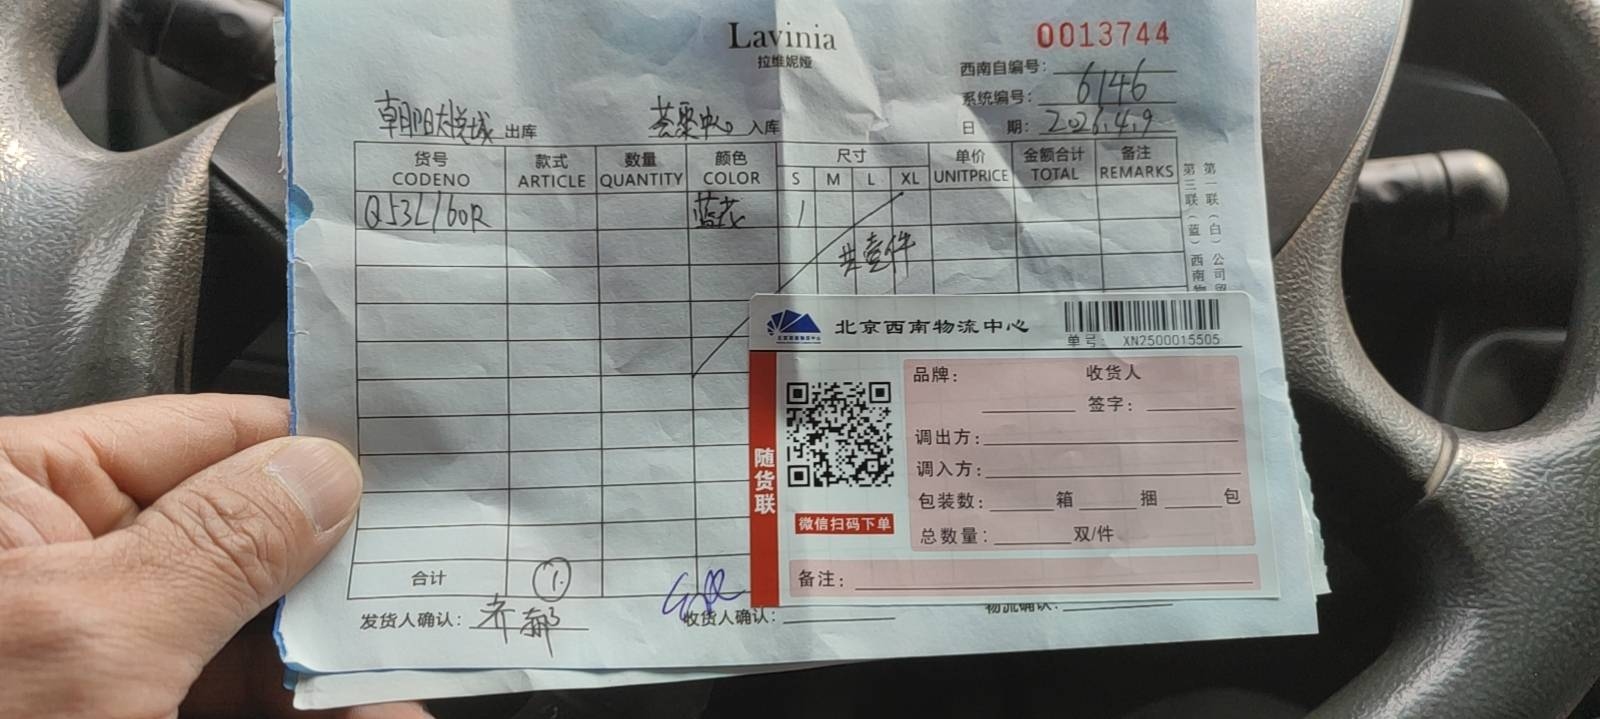 Lavinia
拉维妮娅
0013744
西南自编号:
系统编号: 6146
日 期: 2026.4.9
朝阳大悦城 出库 荟聚中心 入库
货号 款式 数量 颜色 尺寸 单价 金额合计 备注
CODENO ARTICLE QUANTITY COLOR S M L XL UNITPRICE TOTAL REMARKS
Q53L160R 蓝花 1
共壹件
第一联(白)公司留
第三联(蓝)西南物
北京西南物流中心
单号: XN2500015505
随货联
微信扫码下单
品牌: 收货人
签字:
调出方:
调入方:
包装数: 箱 捆 包
总数量: 双/件
备注:
合计 1
发货人确认: 收货人确认: 物流确认: